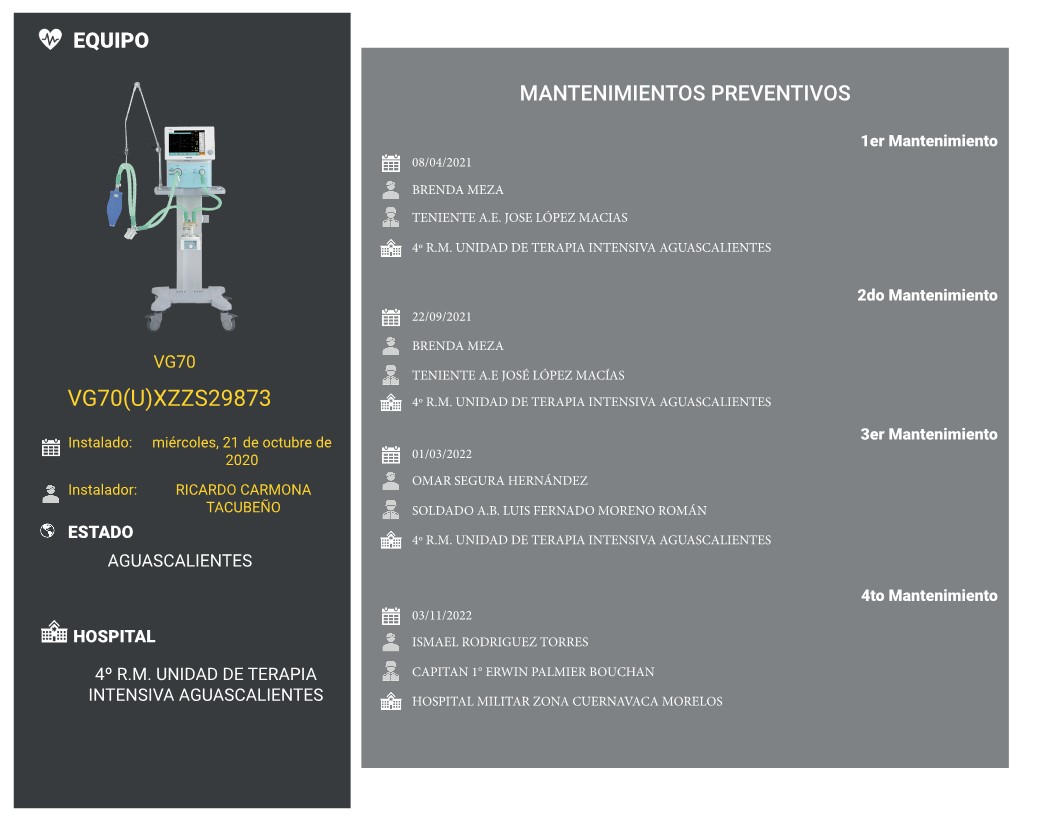 EQUIPO
VG70
VG70(U)XZZS29873
Instalado: miércoles, 21 de octubre de
2020
Instalador: RICARDO CARMONA
TACUBEÑO
ESTADO
AGUASCALIENTES
HOSPITAL
4º R.M. UNIDAD DE TERAPIA
INTENSIVA AGUASCALIENTES
MANTENIMIENTOS PREVENTIVOS
1er Mantenimiento
08/04/2021
BRENDA MEZA
TENIENTE A.E. JOSE LÓPEZ MACIAS
4º R.M. UNIDAD DE TERAPIA INTENSIVA AGUASCALIENTES
2do Mantenimiento
22/09/2021
BRENDA MEZA
TENIENTE A.E JOSÉ LÓPEZ MACÍAS
4º R.M. UNIDAD DE TERAPIA INTENSIVA AGUASCALIENTES
3er Mantenimiento
01/03/2022
OMAR SEGURA HERNÁNDEZ
SOLDADO A.B. LUIS FERNADO MORENO ROMÁN
4º R.M. UNIDAD DE TERAPIA INTENSIVA AGUASCALIENTES
4to Mantenimiento
03/11/2022
ISMAEL RODRIGUEZ TORRES
CAPITAN 1° ERWIN PALMIER BOUCHAN
HOSPITAL MILITAR ZONA CUERNAVACA MORELOS